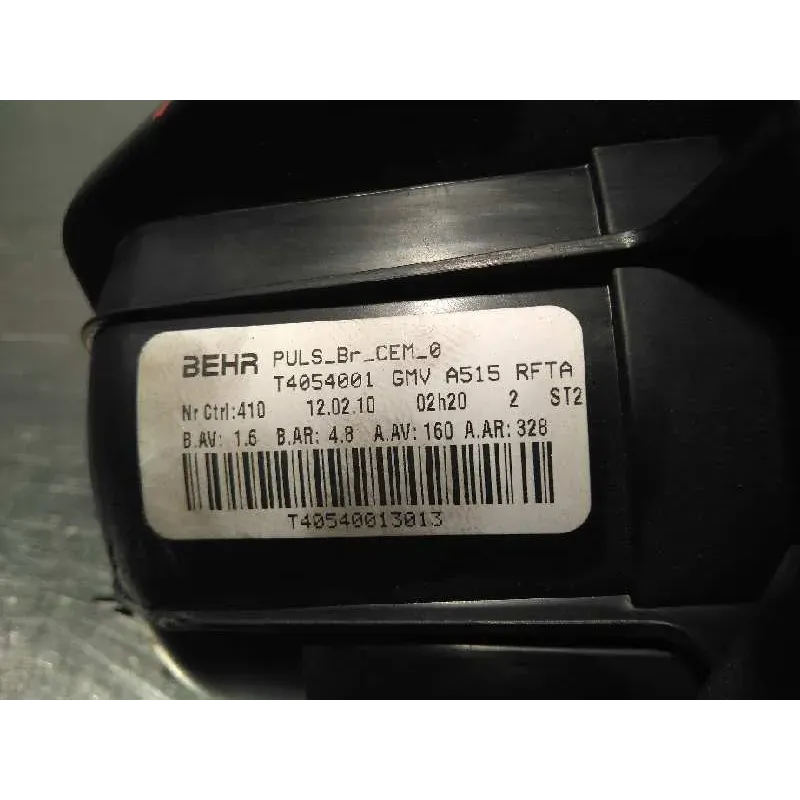 BEHR PULS_Br_CEM_0
T4054001 GMV A515 RFTA
Nr Ctrl:410 12.02.10 02h20 2 ST2
B.AV: 1.6 B.AR: 4.8 A.AV: 160 A.AR: 328
T40540013013